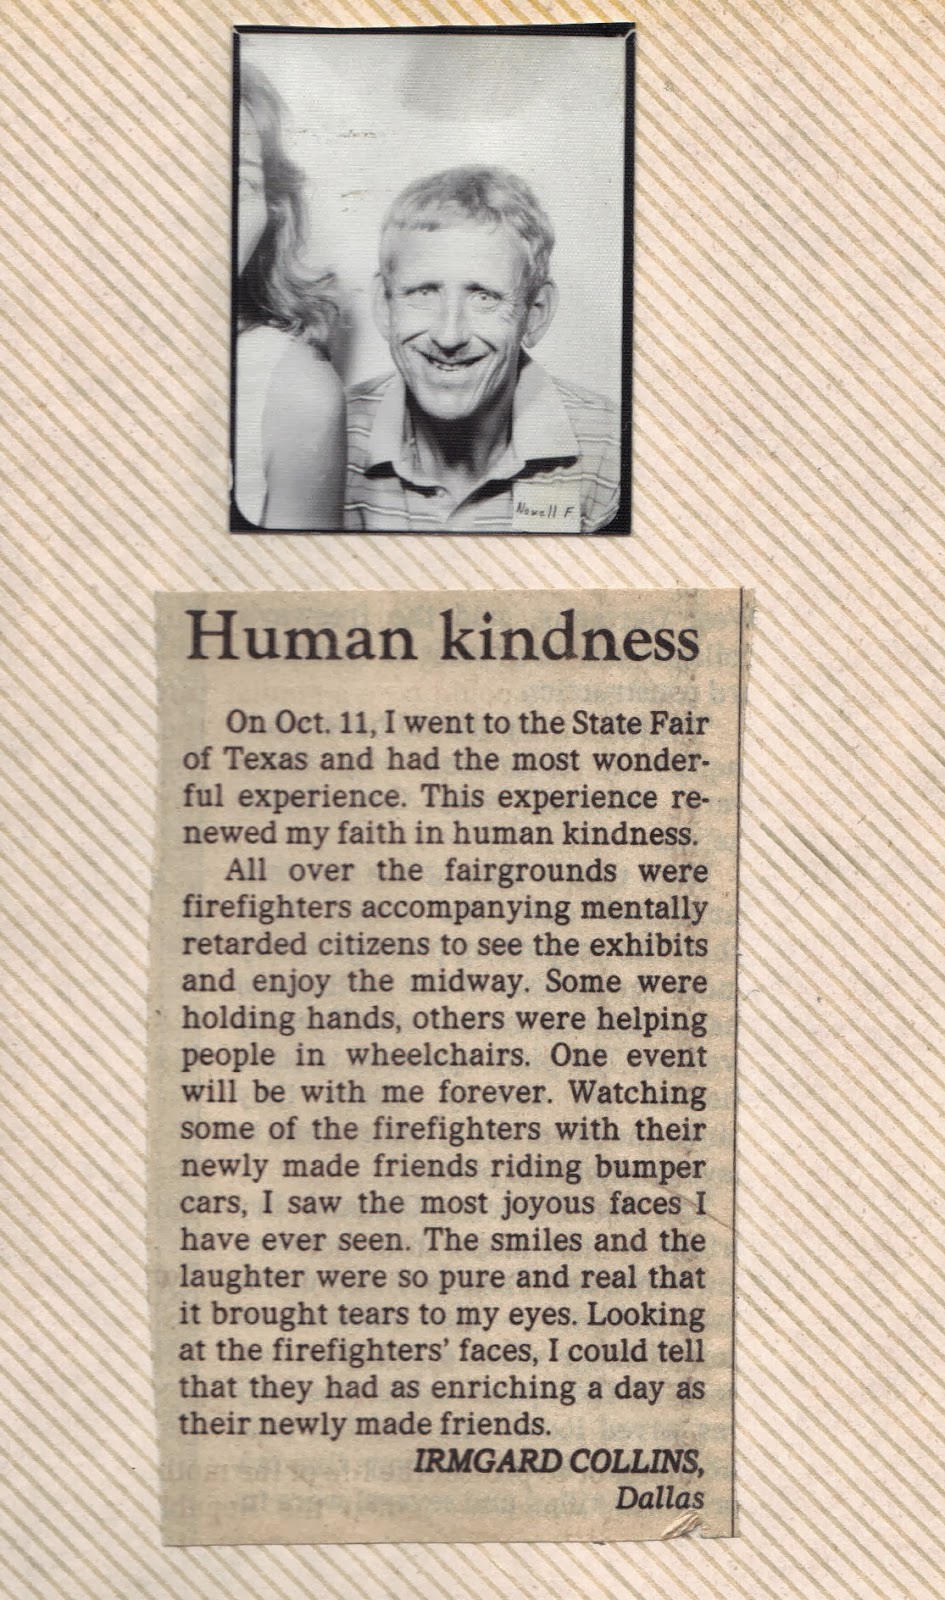 Nowell F.
Human kindness
On Oct. 11, I went to the State Fair
of Texas and had the most wonder-
ful experience. This experience re-
newed my faith in human kindness.
All over the fairgrounds were
firefighters accompanying mentally
retarded citizens to see the exhibits
and enjoy the midway. Some were
holding hands, others were helping
people in wheelchairs. One event
will be with me forever. Watching
some of the firefighters with their
newly made friends riding bumper
cars, I saw the most joyous faces I
have ever seen. The smiles and the
laughter were so pure and real that
it brought tears to my eyes. Looking
at the firefighters' faces, I could tell
that they had as enriching a day as
their newly made friends.
IRMGARD COLLINS,
Dallas